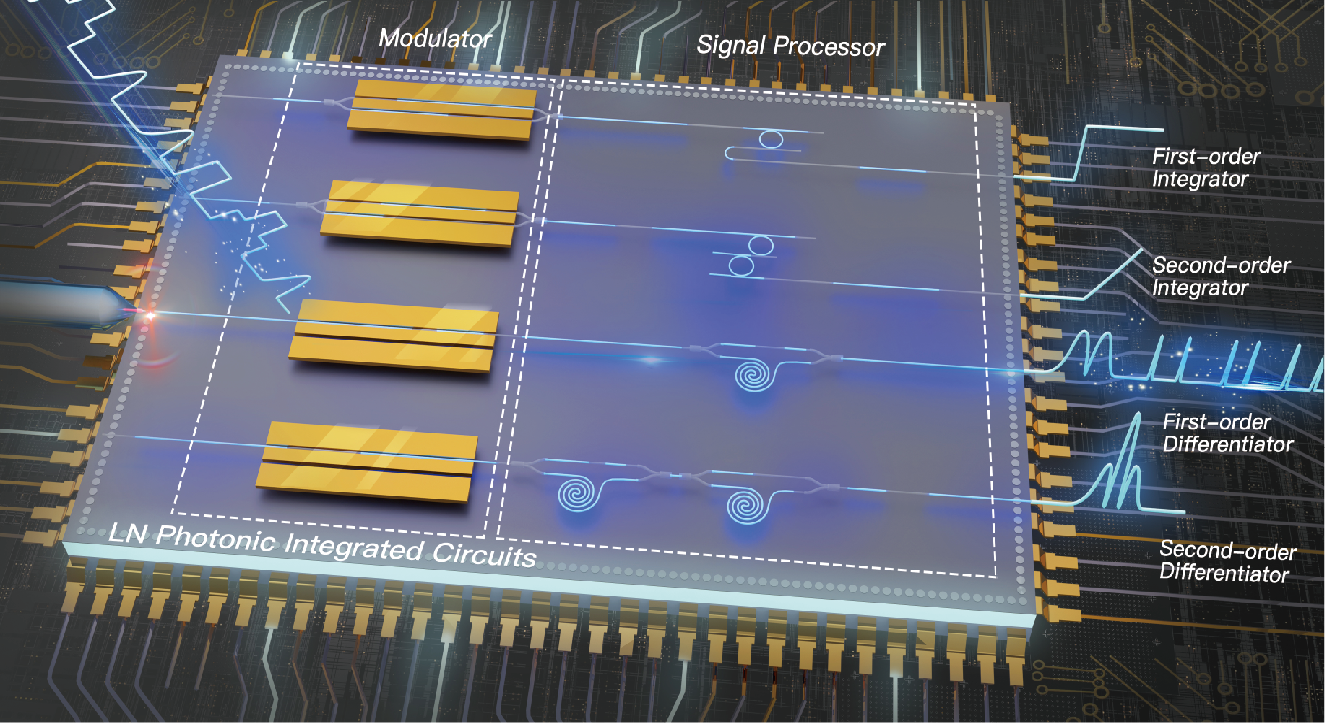 Modulator
Signal Processor
First-order
Integrator
Second-order
Integrator
First-order
Differentiator
Second-order
Differentiator
LN Photonic Integrated Circuits